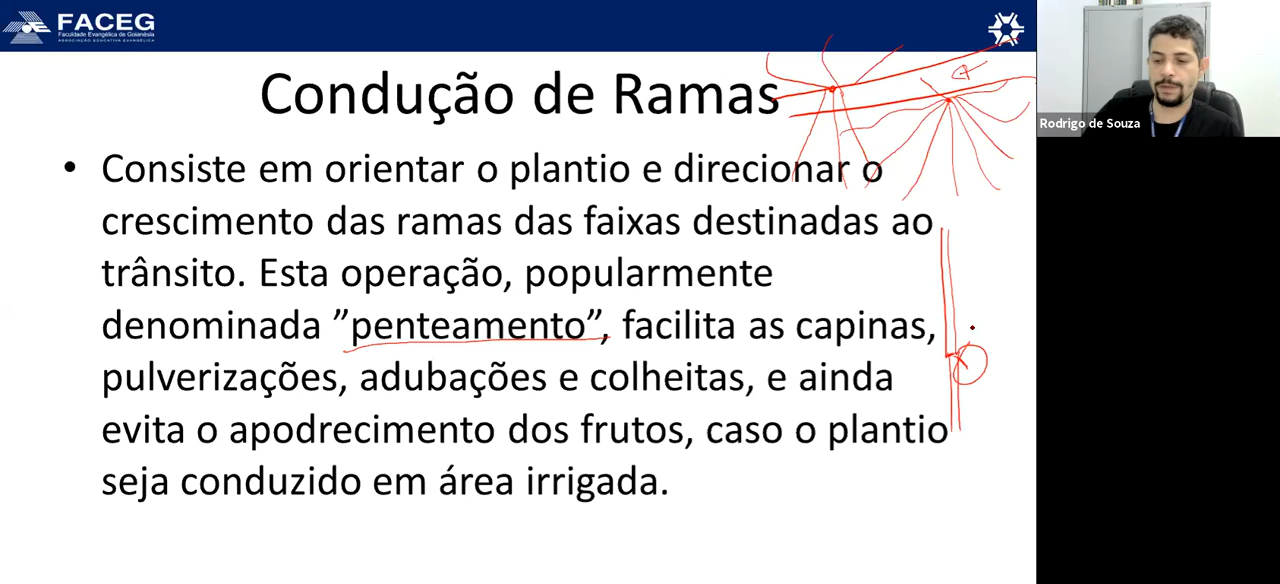 FACEG
Faculdade Evangélica de Goianésia
ASSOCIAÇÃO EDUCATIVA EVANGÉLICA
Condução de Ramas
• Consiste em orientar o plantio e direcionar o
crescimento das ramas das faixas destinadas ao
trânsito. Esta operação, popularmente
denominada ”penteamento”, facilita as capinas,
pulverizações, adubações e colheitas, e ainda
evita o apodrecimento dos frutos, caso o plantio
seja conduzido em área irrigada.
Rodrigo de Souza